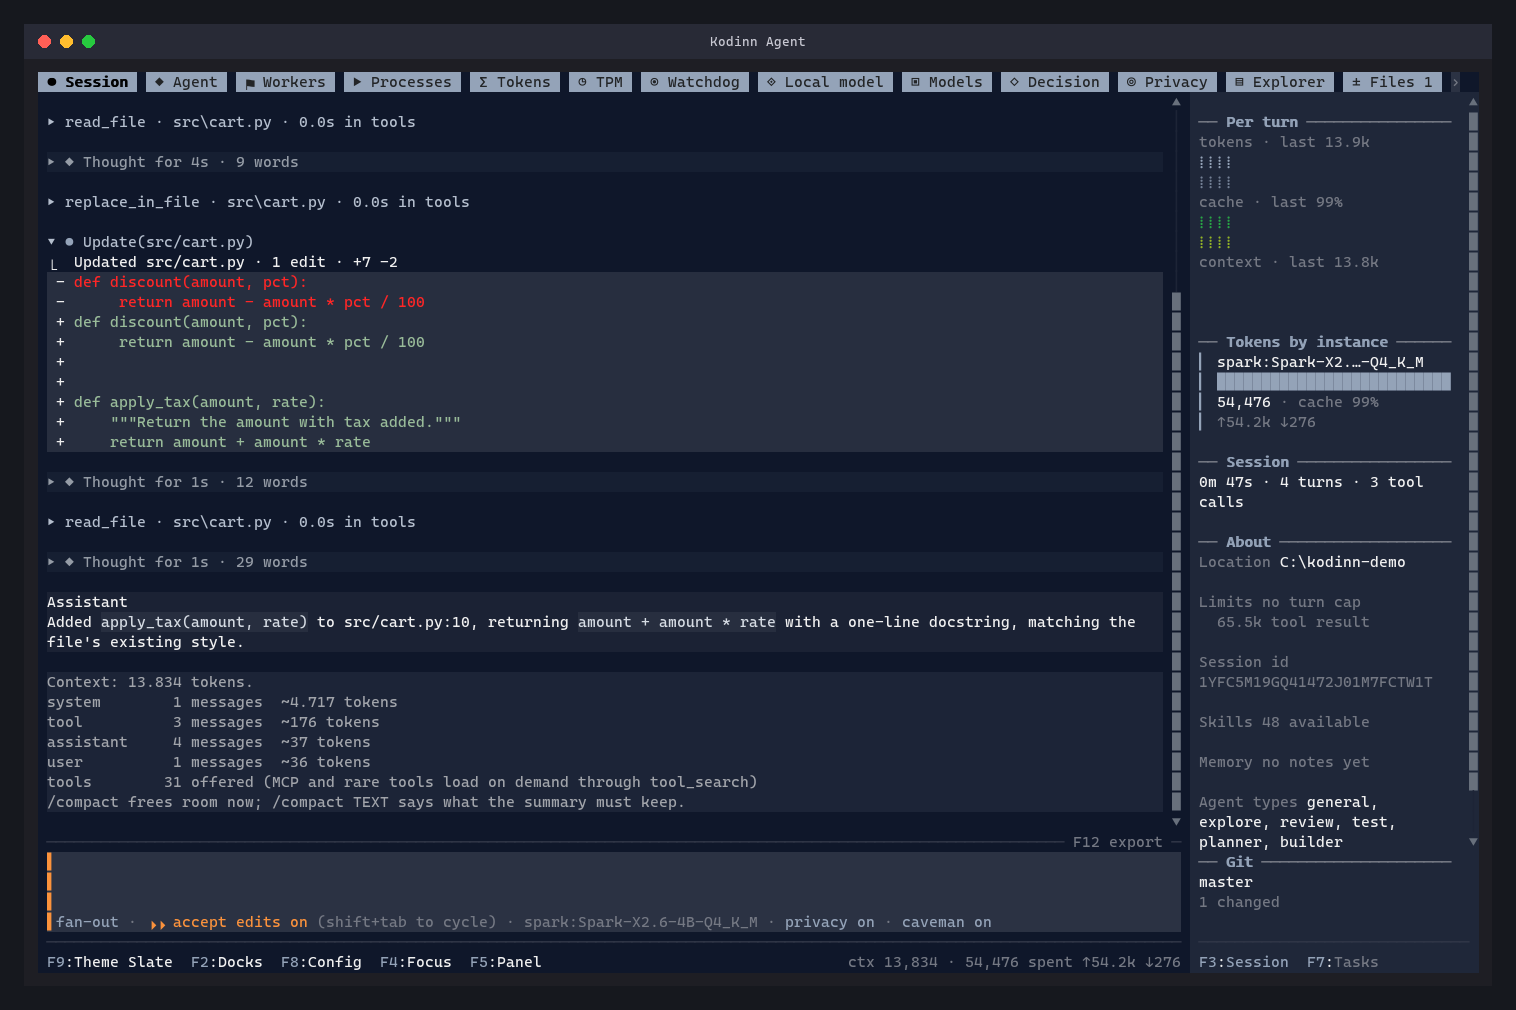 Kodinn Agent
● Session ◆ Agent Workers ▶ Processes Σ Tokens ◷ TPM ⊙ Watchdog Local model ▣ Models ◇ Decision ◎ Privacy ⊟ Explorer ± Files 1 ›
▸ read_file · src\cart.py · 0.0s in tools
▸ ◆ Thought for 4s · 9 words
▸ replace_in_file · src\cart.py · 0.0s in tools
▾ ● Update(src/cart.py)
⎿ Updated src/cart.py · 1 edit · +7 −2
− def discount(amount, pct):
−     return amount − amount * pct / 100
+ def discount(amount, pct):
+     return amount − amount * pct / 100
+
+
+ def apply_tax(amount, rate):
+     """Return the amount with tax added."""
+     return amount + amount * rate
▸ ◆ Thought for 1s · 12 words
▸ read_file · src\cart.py · 0.0s in tools
▸ ◆ Thought for 1s · 29 words
Assistant
Added apply_tax(amount, rate) to src/cart.py:10, returning amount + amount * rate with a one-line docstring, matching the
file's existing style.
Context: 13.834 tokens.
system 1 messages ~4.717 tokens
tool 3 messages ~176 tokens
assistant 4 messages ~37 tokens
user 1 messages ~36 tokens
tools 31 offered (MCP and rare tools load on demand through tool_search)
/compact frees room now; /compact TEXT says what the summary must keep.
F12 export
fan-out · ▸▸ accept edits on (shift+tab to cycle) · spark:Spark-X2.6-4B-Q4_K_M · privacy on · caveman on
F9:Theme Slate F2:Docks F8:Config F4:Focus F5:Panel ctx 13,834 · 54,476 spent ↑54.2k ↓276
Per turn
tokens · last 13.9k
cache · last 99%
context · last 13.8k
Tokens by instance
spark:Spark-X2.…-Q4_K_M
54,476 · cache 99%
↑54.2k ↓276
Session
0m 47s · 4 turns · 3 tool
calls
About
Location C:\kodinn-demo
Limits no turn cap
65.5k tool result
Session id
1YFC5M19GQ41472J01M7FCTW1T
Skills 48 available
Memory no notes yet
Agent types general,
explore, review, test,
planner, builder
Git
master
1 changed
F3:Session F7:Tasks